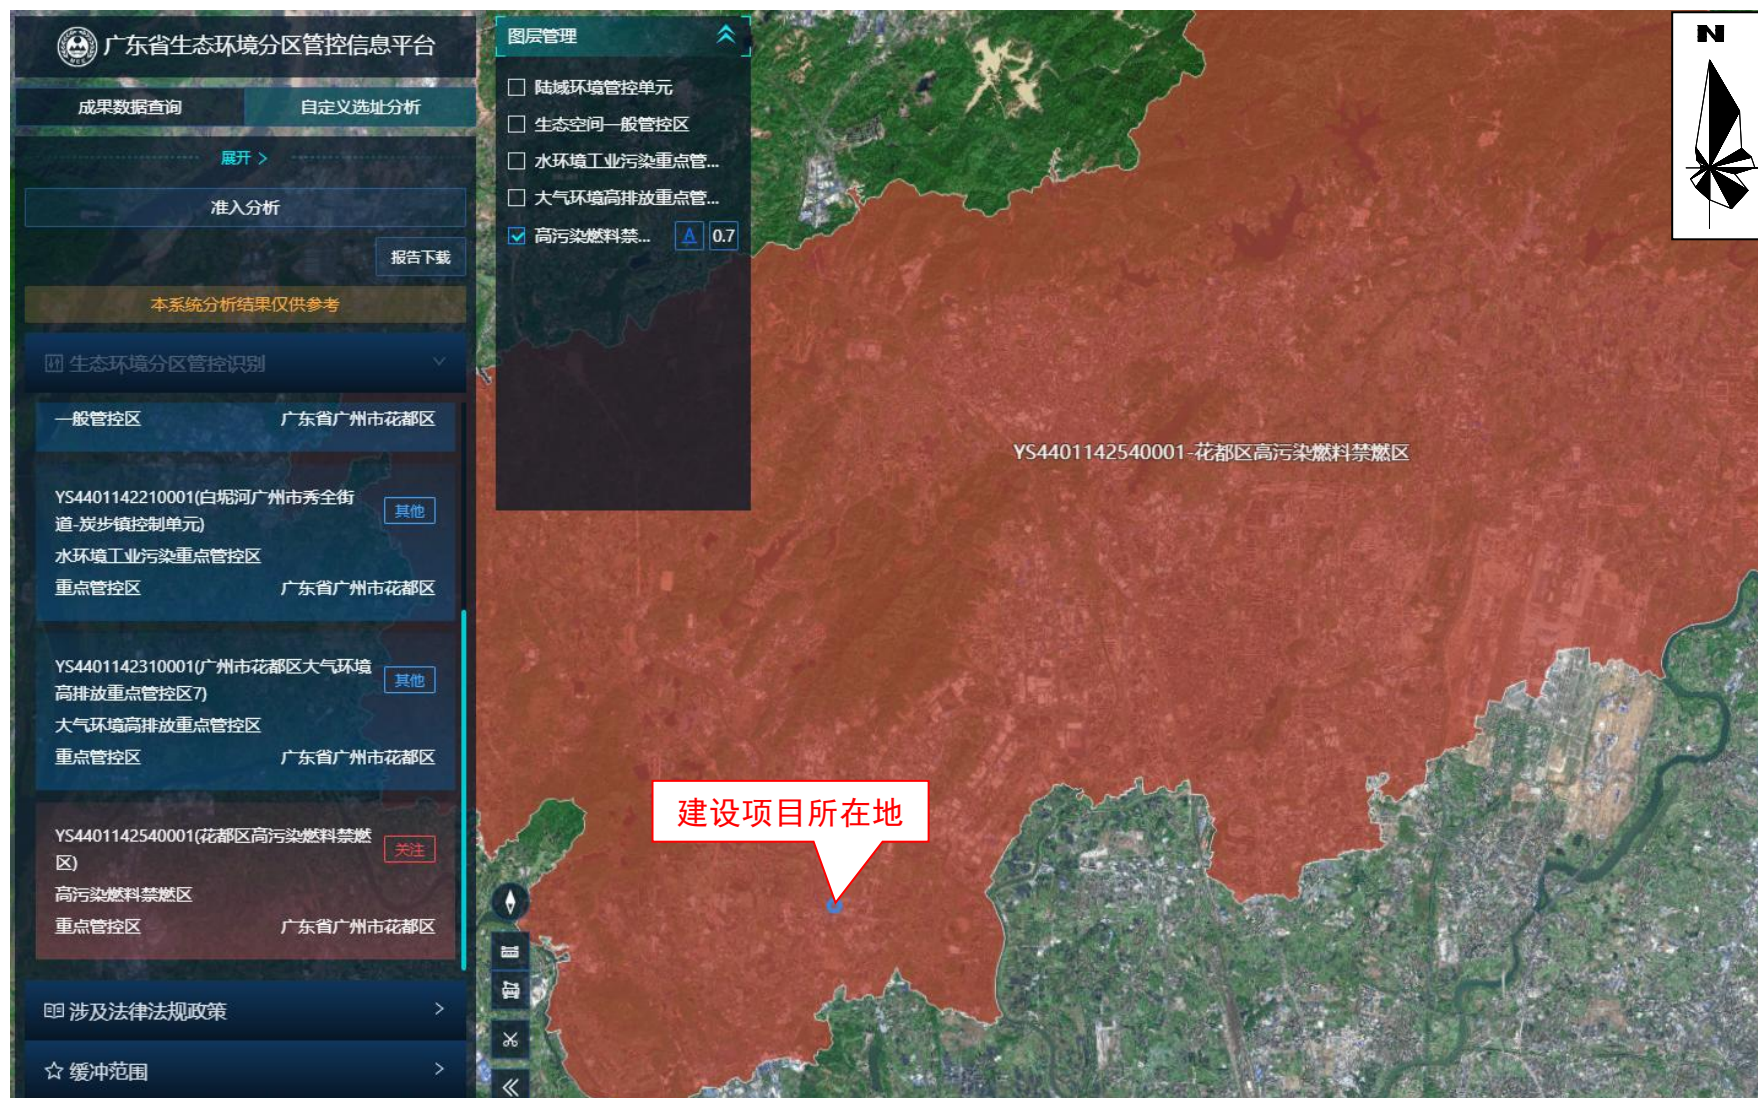 广东省生态环境分区管控信息平台
成果数据查询
自定义选址分析
展开 >
准入分析
报告下载
本系统分析结果仅供参考
生态环境分区管控识别
一般管控区 广东省广州市花都区
YS4401142210001(白坭河广州市秀全街
道-炭步镇控制单元)
其他
水环境工业污染重点管控区
重点管控区 广东省广州市花都区
YS4401142310001(广州市花都区大气环境
高排放重点管控区7)
其他
大气环境高排放重点管控区
重点管控区 广东省广州市花都区
YS4401142540001(花都区高污染燃料禁燃
区)
关注
高污染燃料禁燃区
重点管控区 广东省广州市花都区
涉及法律法规政策
缓冲范围
图层管理
陆域环境管控单元
生态空间一般管控区
水环境工业污染重点管...
大气环境高排放重点管...
高污染燃料禁... A 0.7
YS4401142540001-花都区高污染燃料禁燃区
建设项目所在地
N